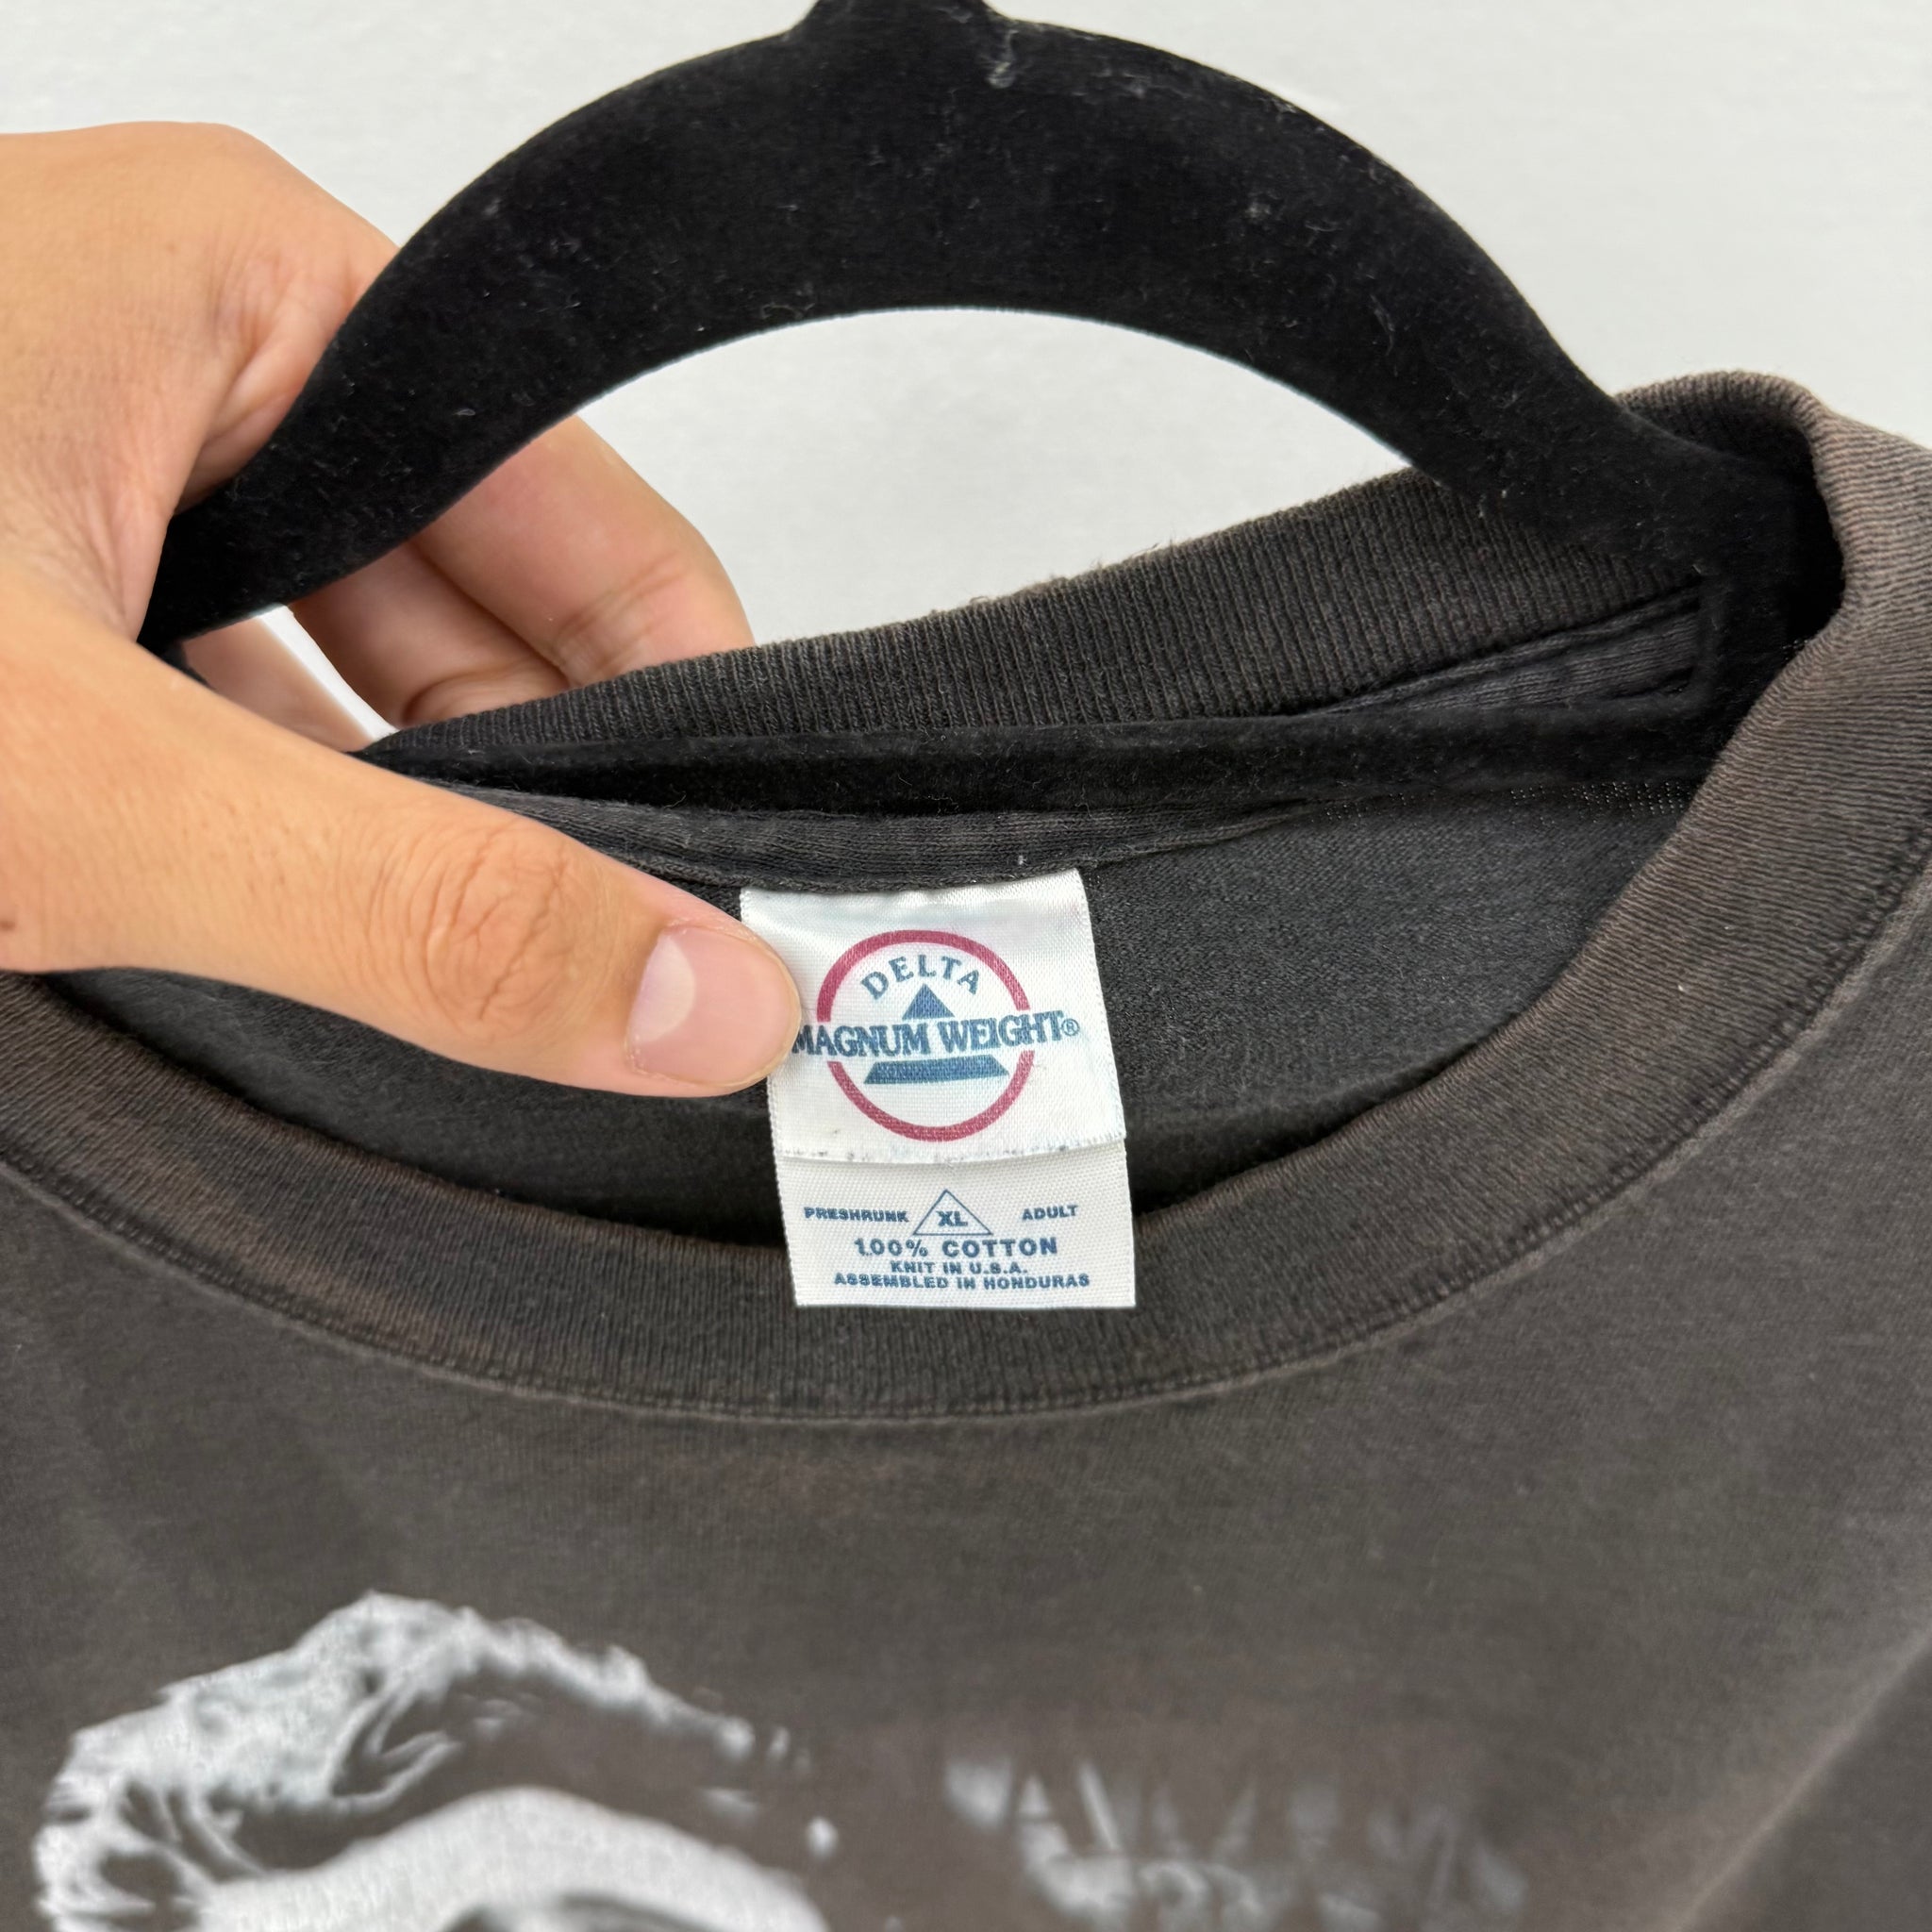 DELTA
MAGNUM WEIGHT®
PRESHRUNK XL ADULT
100% COTTON
KNIT IN U.S.A.
ASSEMBLED IN HONDURAS